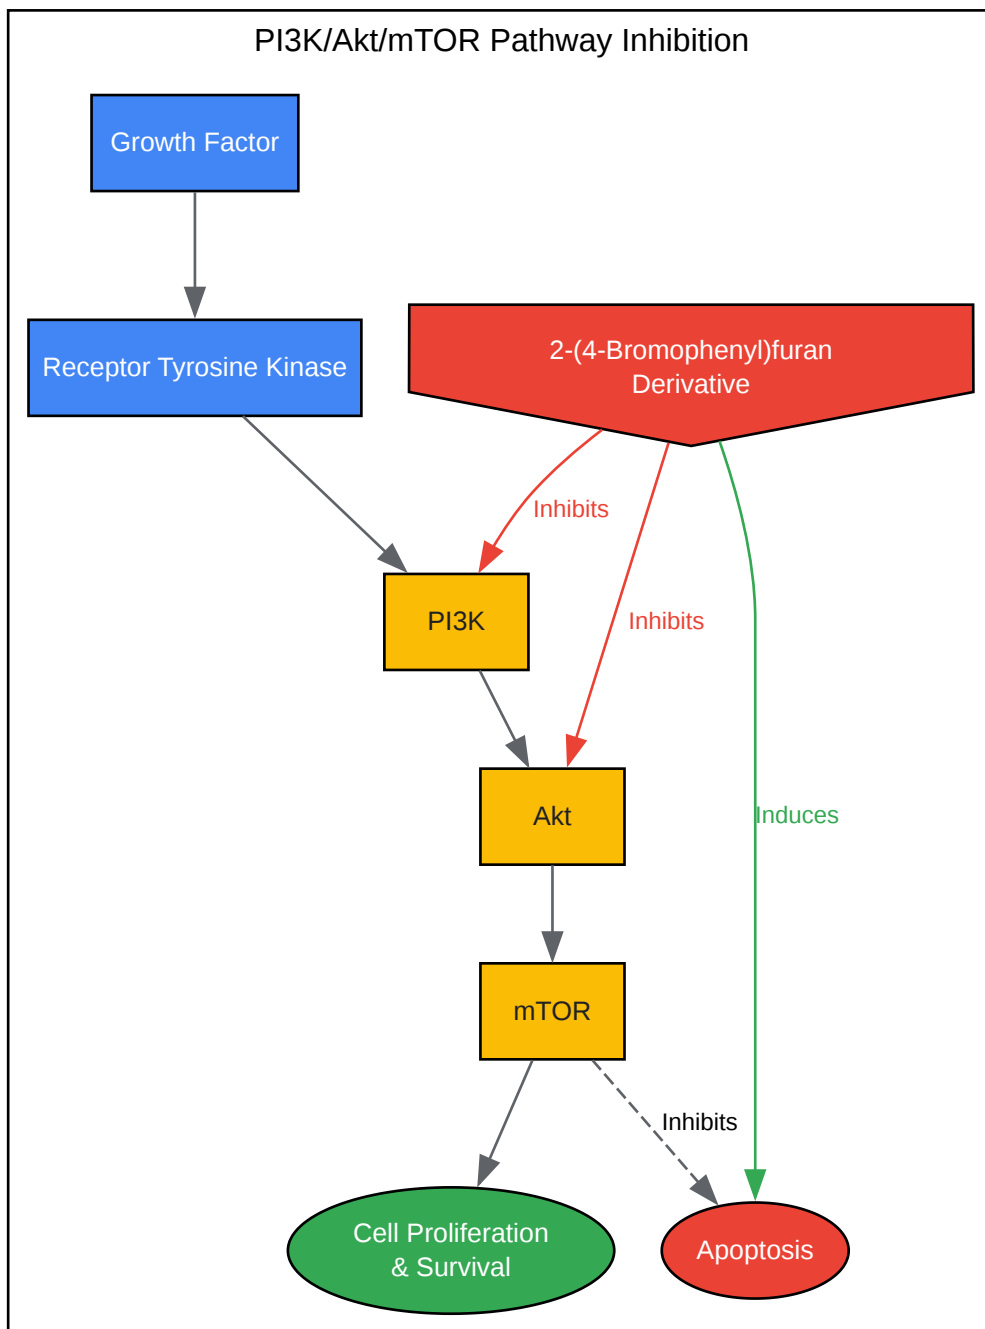 PI3K/Akt/mTOR Pathway Inhibition
Growth Factor
Receptor Tyrosine Kinase
2-(4-Bromophenyl)furan
Derivative
Inhibits
PI3K
Inhibits
Akt
Induces
mTOR
Inhibits
Cell Proliferation
& Survival
Apoptosis